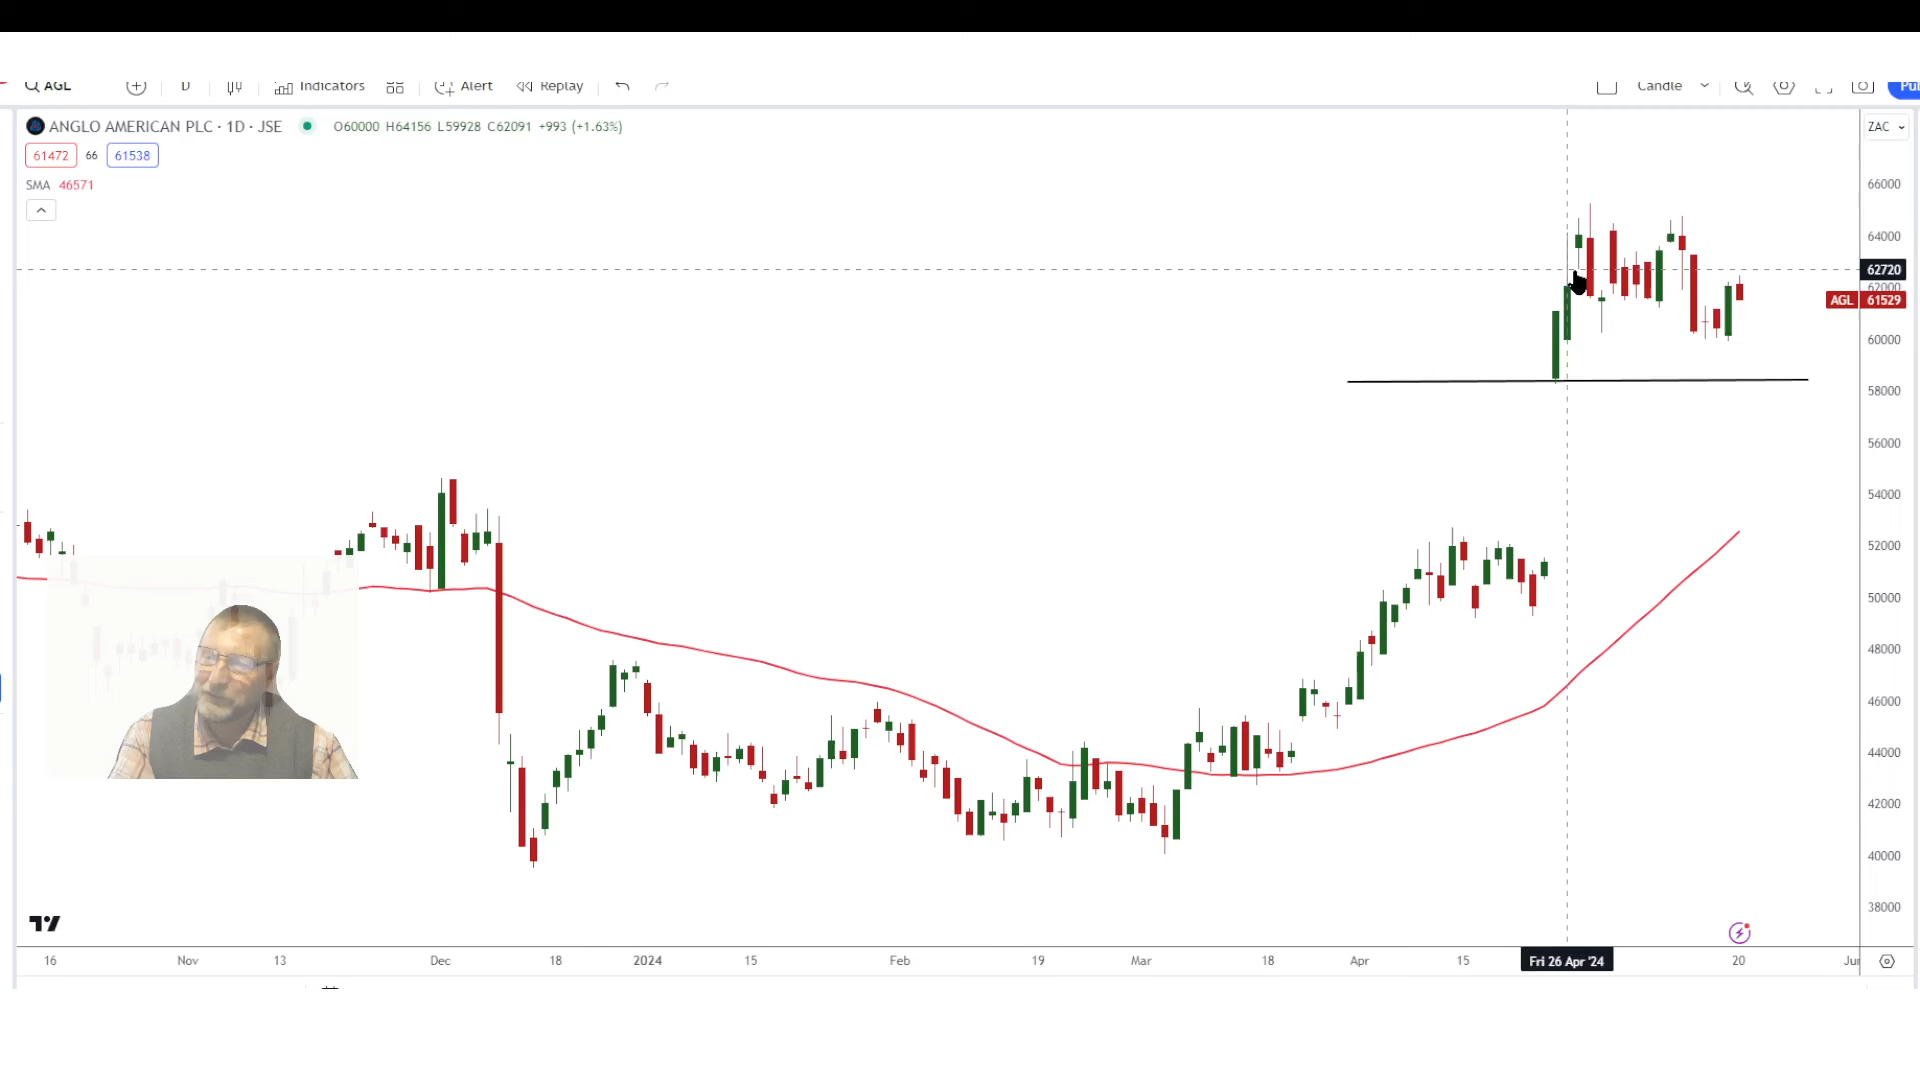 AGL D Indicators Alert Replay Candle
ANGLO AMERICAN PLC · 1D · JSE O60000 H64156 L59928 C62091 +993 (+1.63%) ZAC
61472 66 61538
SMA 46571
66000
64000
62720
62000
AGL 61529
60000
58000
56000
54000
52000
50000
48000
46000
44000
42000
40000
38000
16 Nov 13 Dec 18 2024 15 Feb 19 Mar 18 Apr 15 Fri 26 Apr '24 20